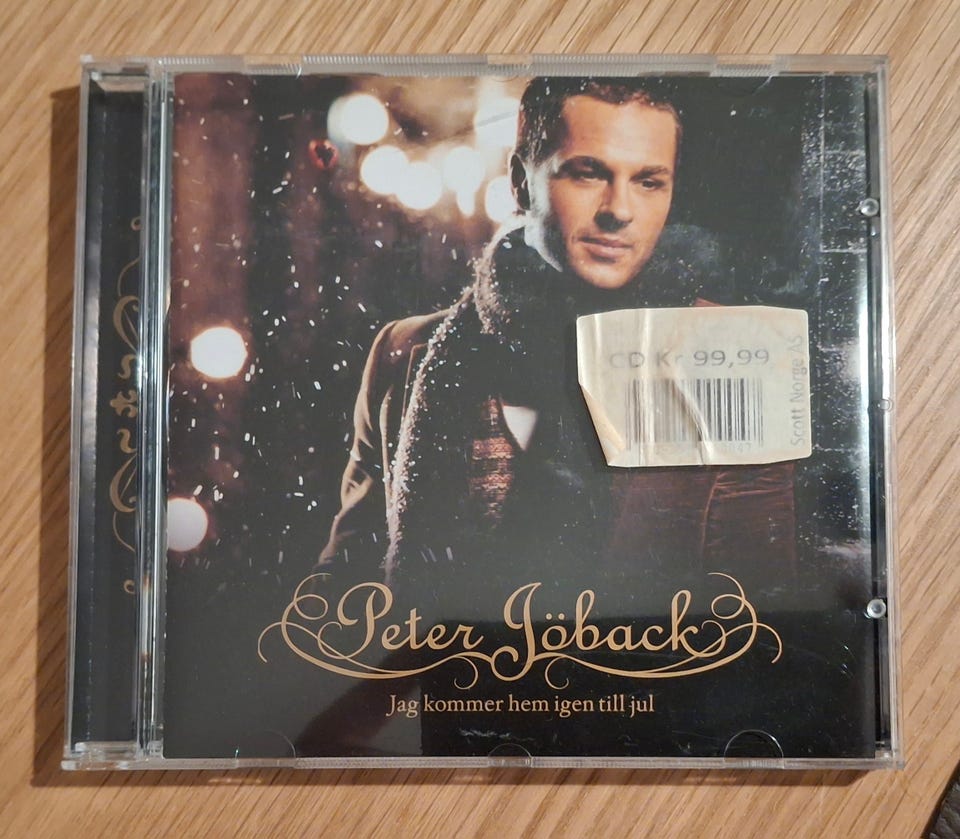 CD Kr 99,99
Scott Norge AS
Peter Jöback
Jag kommer hem igen till jul